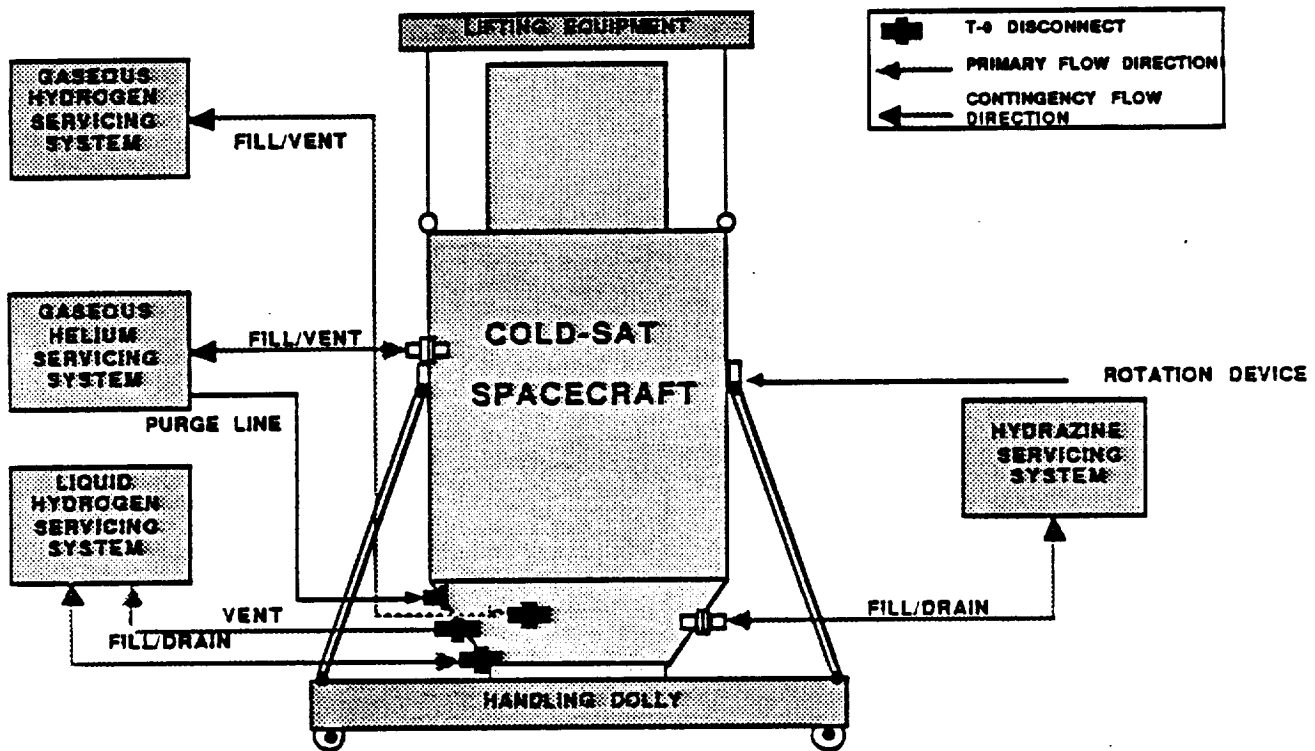 LIFTING EQUIPMENT
T-0 DISCONNECT
PRIMARY FLOW DIRECTION
CONTINGENCY FLOW
DIRECTION
GASEOUS
HYDROGEN
SERVICING
SYSTEM
FILL/VENT
GASEOUS
HELIUM
SERVICING
SYSTEM
FILL/VENT
PURGE LINE
COLD-SAT
SPACECRAFT
ROTATION DEVICE
HYDRAZINE
SERVICING
SYSTEM
LIQUID
HYDROGEN
SERVICING
SYSTEM
VENT
FILL/DRAIN
FILL/DRAIN
HANDLING DOLLY